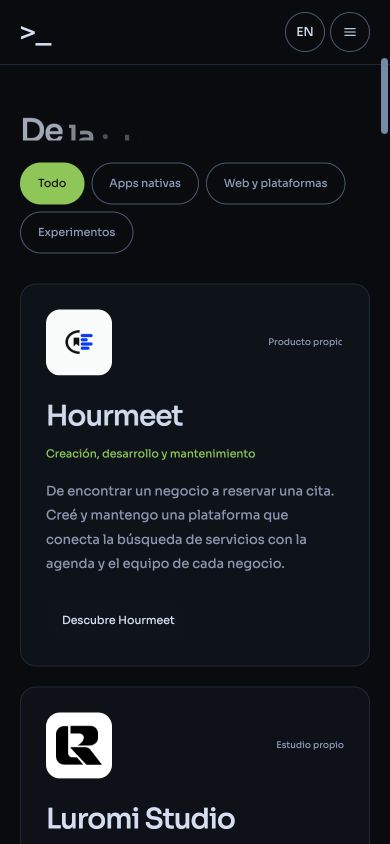 >_
EN
De
Todo
Apps nativas
Web y plataformas
Experimentos
Producto propio
Hourmeet
Creación, desarrollo y mantenimiento
De encontrar un negocio a reservar una cita.
Creé y mantengo una plataforma que
conecta la búsqueda de servicios con la
agenda y el equipo de cada negocio.
Descubre Hourmeet
Estudio propio
Luromi Studio